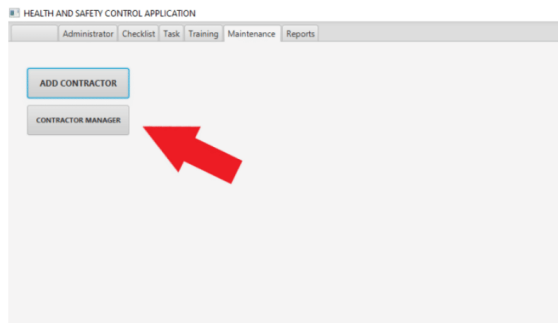 HEALTH AND SAFETY CONTROL APPLICATION
Administrator Checklist Task Training Maintenance Reports
ADD CONTRACTOR
CONTRACTOR MANAGER